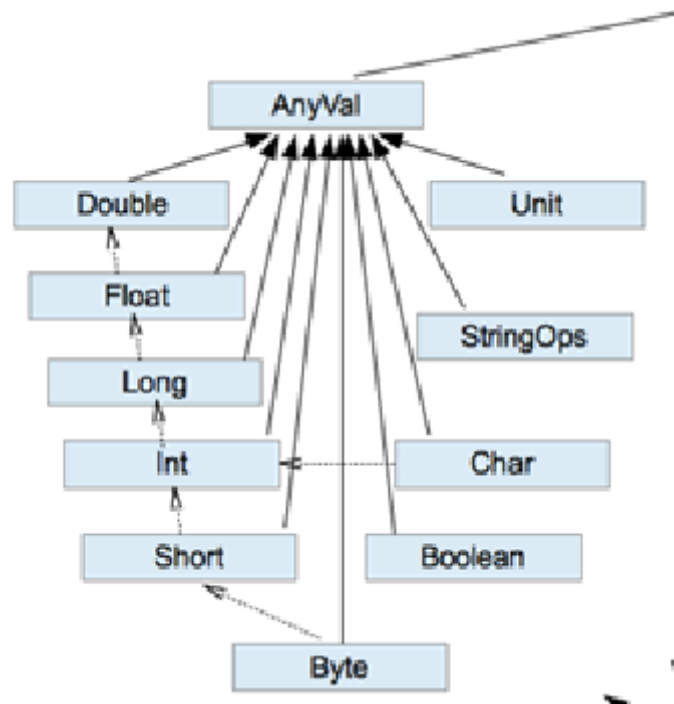 AnyVal
Double
Unit
Float
StringOps
Long
Int
Char
Short
Boolean
Byte